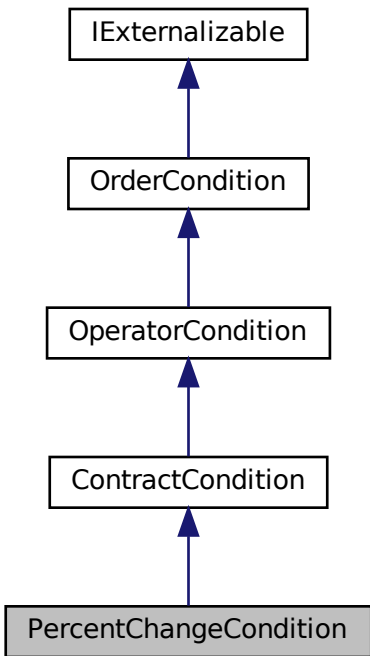 IExternalizable
OrderCondition
OperatorCondition
ContractCondition
PercentChangeCondition